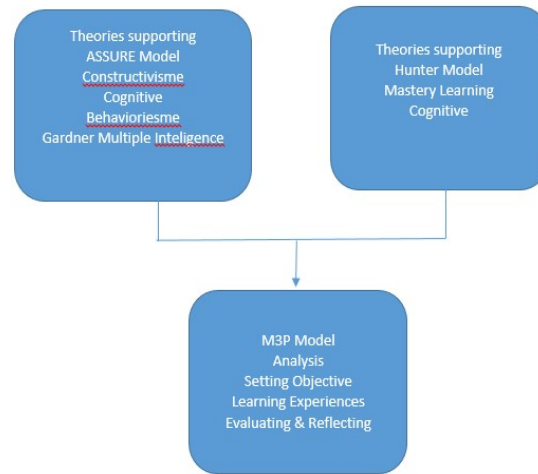 Theories supporting
ASSURE Model
Constructivisme
Cognitive
Behavioriesme
Gardner Multiple Inteligence
Theories supporting
Hunter Model
Mastery Learning
Cognitive
M3P Model
Analysis
Setting Objective
Learning Experiences
Evaluating & Reflecting